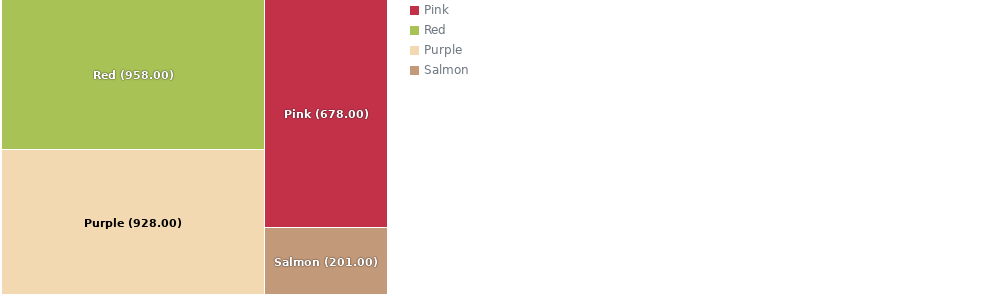 Red (958.00)
Purple (928.00)
Pink (678.00)
Salmon (201.00)
Pink
Red
Purple
Salmon